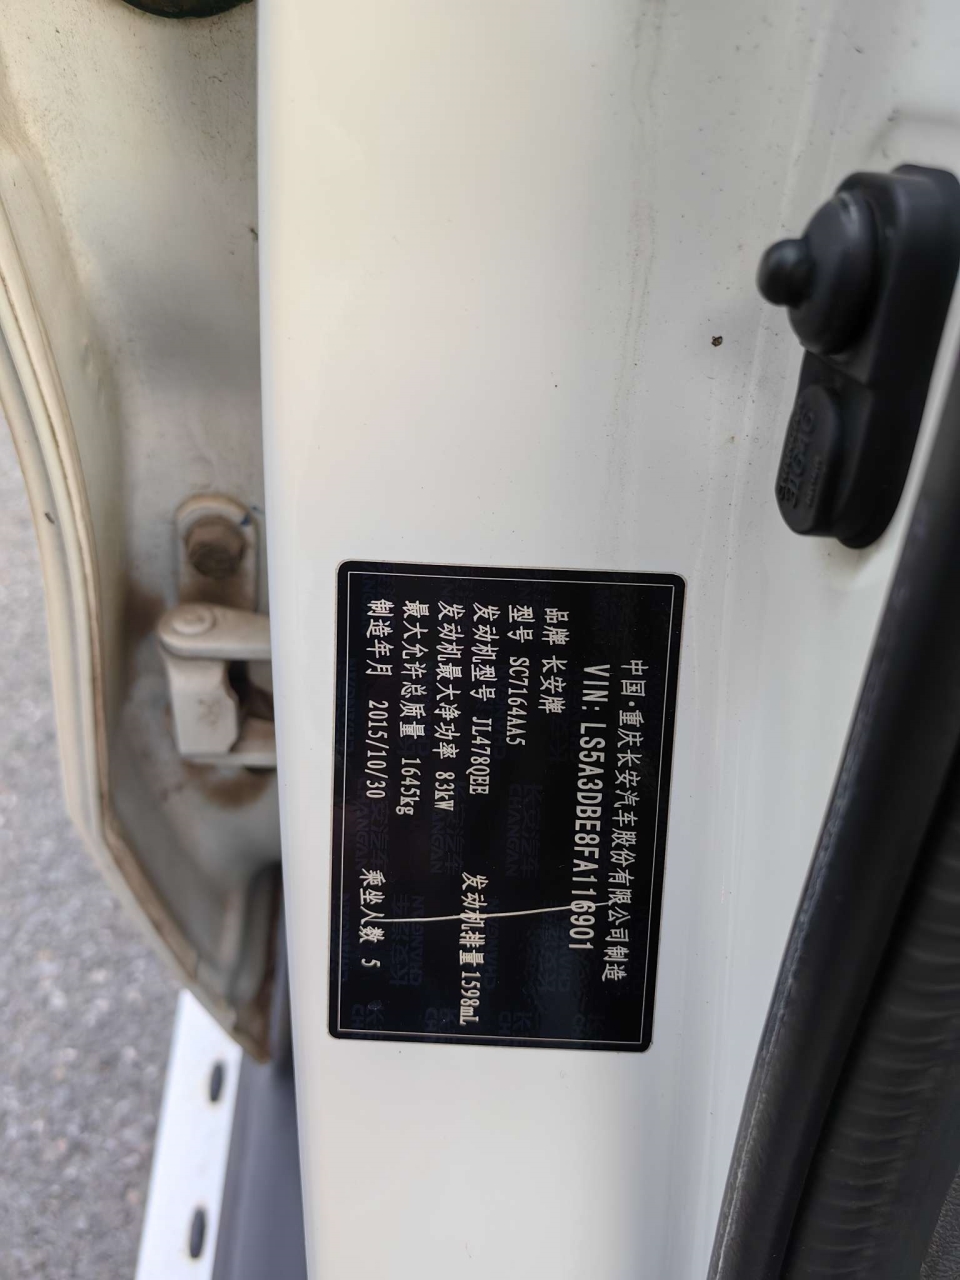 中国·重庆长安汽车股份有限公司制造
VIN: LS5A3DBE8FA116901
品牌 长安牌
型号 SC7164AA5
发动机型号 JL478QEE 发动机排量 1598mL
发动机最大净功率 83kW
最大允许总质量 1645kg
制造年月 2015/10/30 乘坐人数 5